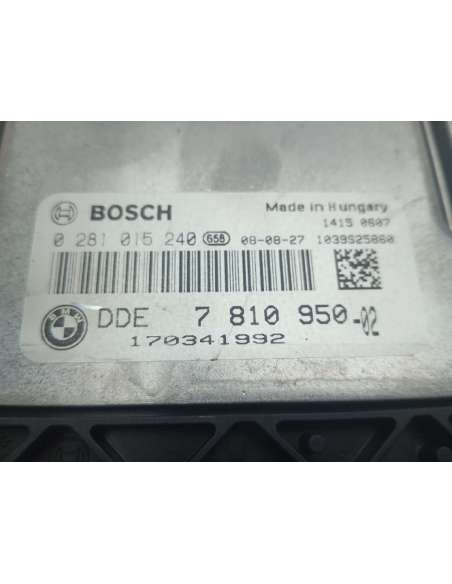 BOSCH Made in Hungary
1415 0607
0 281 015 240 658 08-08-27 1039S25860
BMW DDE 7 810 950-02
170341992